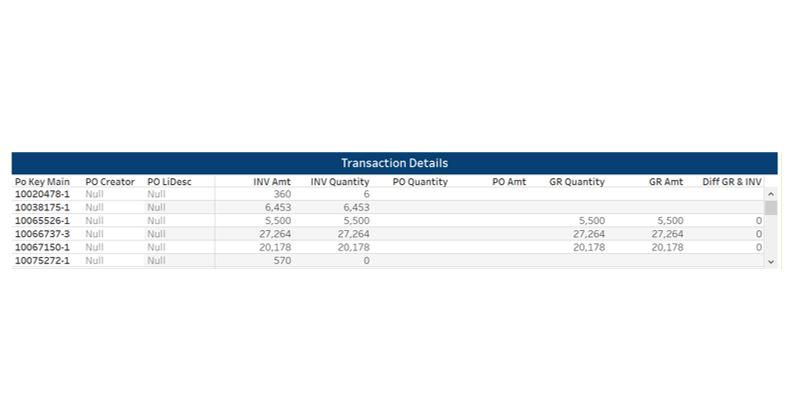 Transaction Details
Po Key Main PO Creator PO LiDesc INV Amt INV Quantity PO Quantity PO Amt GR Quantity GR Amt Diff GR & INV
10020478-1 Null Null 360 6
10038175-1 Null Null 6,453 6,453
10065526-1 Null Null 5,500 5,500 5,500 5,500 0
10066737-3 Null Null 27,264 27,264 27,264 27,264 0
10067150-1 Null Null 20,178 20,178 20,178 20,178 0
10075272-1 Null Null 570 0